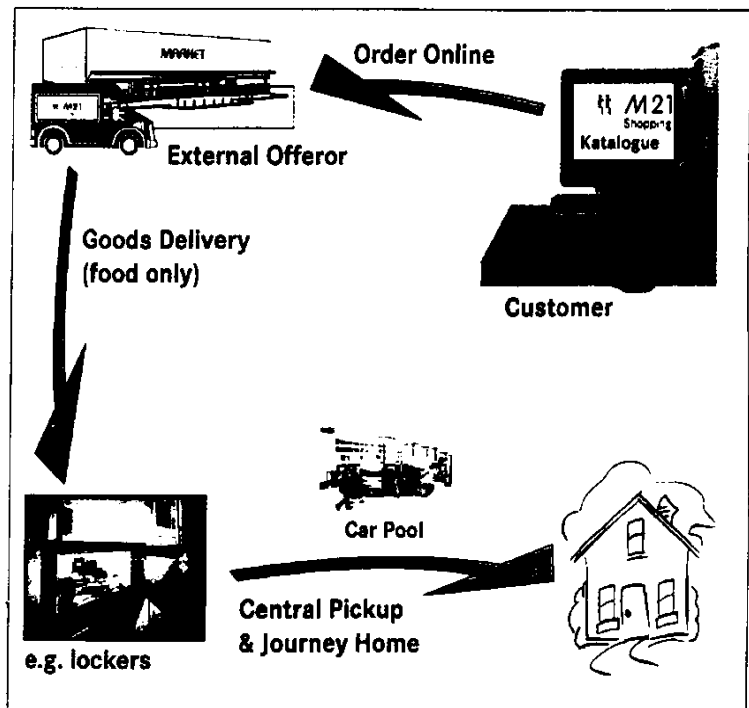 MARKET
Order Online
M21
Shopping
Katalogue
M21
External Offeror
Goods Delivery
(food only)
Customer
Car Pool
Central Pickup
& Journey Home
e.g. lockers